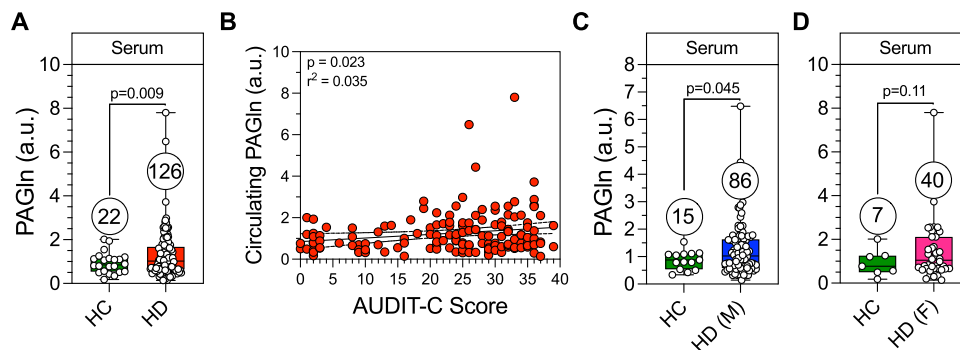 A
Serum
PAGln (a.u.)
10
8
6
4
2
0
p=0.009
22
126
HC
HD
B
Circulating PAGln (a.u.)
10
8
6
4
2
0
p = 0.023
r² = 0.035
0 5 10 15 20 25 30 35 40
AUDIT-C Score
C
Serum
PAGln (a.u.)
8
7
6
5
4
3
2
1
0
p=0.045
15
86
HC
HD (M)
D
Serum
10
8
6
4
2
0
p=0.11
7
40
HC
HD (F)